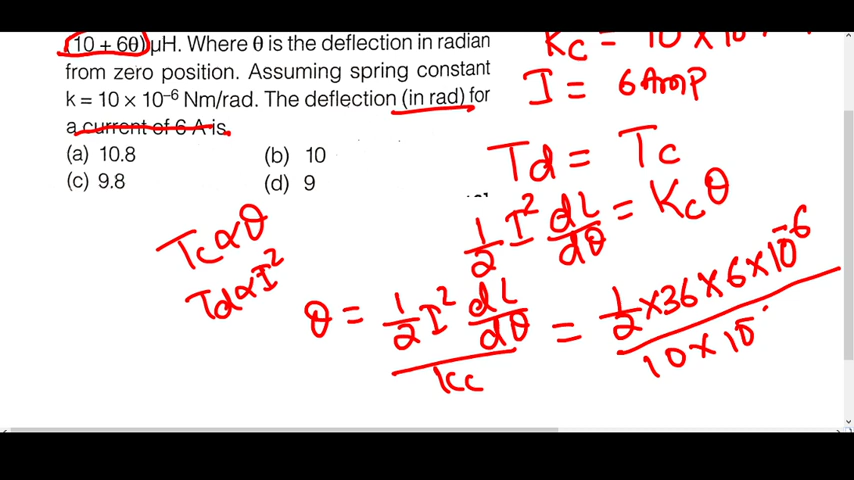 (10 + 6θ) μH. Where θ is the deflection in radian
from zero position. Assuming spring constant
k = 10 × 10⁻⁶ Nm/rad. The deflection (in rad) for
a current of 6 A is.
(a) 10.8 (b) 10
(c) 9.8 (d) 9
Kc = 10 × 10
I = 6 Amp
Td = Tc
1/2 I² dL/dθ = Kc θ
Tc ∝ θ
Td ∝ I²
θ = 1/2 I² dL/dθ / Kc = 1/2 × 36 × 6 × 10⁻⁶ / 10 × 10⁻